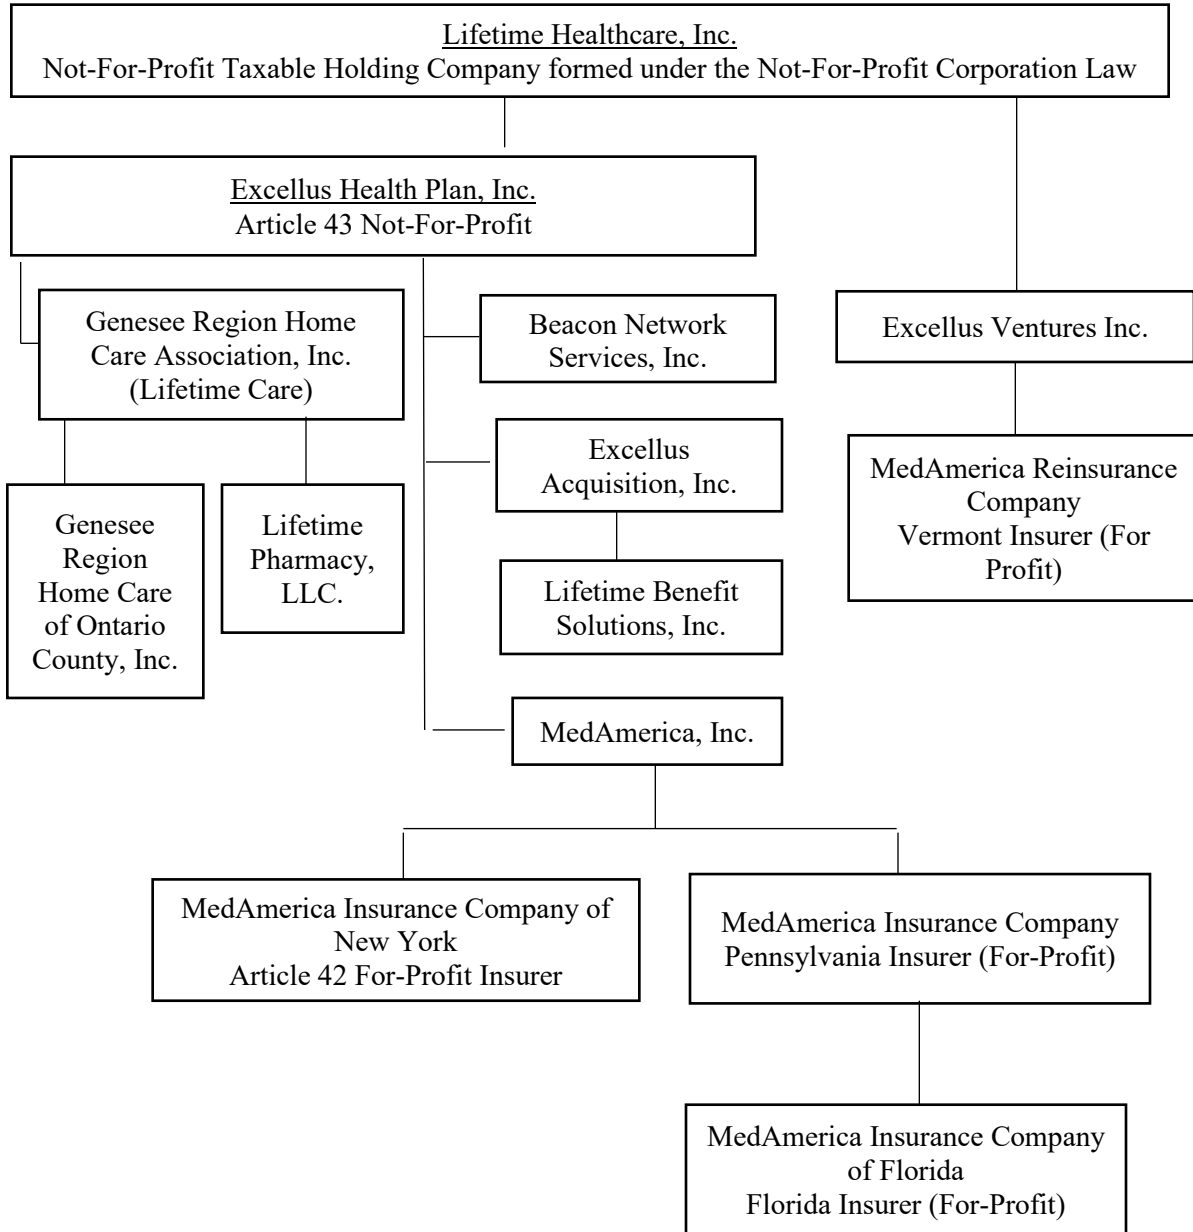 Lifetime Healthcare, Inc.
Not-For-Profit Taxable Holding Company formed under the Not-For-Profit Corporation Law
Excellus Health Plan, Inc.
Article 43 Not-For-Profit
Genesee Region Home
Care Association, Inc.
(Lifetime Care)
Beacon Network
Services, Inc.
Excellus Ventures Inc.
Excellus
Acquisition, Inc.
MedAmerica Reinsurance
Company
Vermont Insurer (For
Profit)
Genesee
Region
Home Care
of Ontario
County, Inc.
Lifetime
Pharmacy,
LLC.
Lifetime Benefit
Solutions, Inc.
MedAmerica, Inc.
MedAmerica Insurance Company of
New York
Article 42 For-Profit Insurer
MedAmerica Insurance Company
Pennsylvania Insurer (For-Profit)
MedAmerica Insurance Company
of Florida
Florida Insurer (For-Profit)